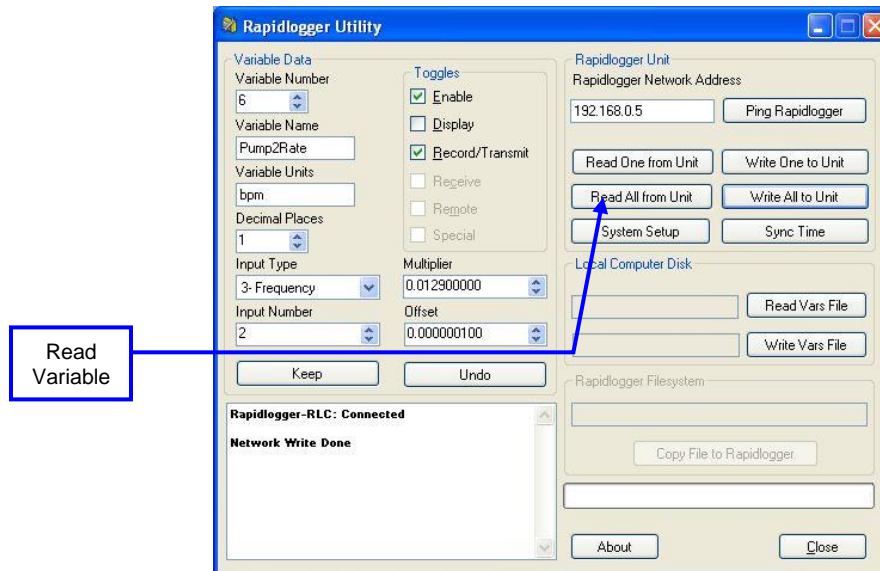 Rapidlogger Utility
Variable Data
Variable Number
6
Variable Name
Pump2Rate
Variable Units
bpm
Decimal Places
1
Input Type
3- Frequency
Input Number
2
Keep
Toggles
Enable
Display
Record/Transmit
Receive
Remote
Special
Multiplier
0.012900000
Offset
0.000000100
Undo
Rapidlogger-RLC: Connected
Network Write Done
Rapidlogger Unit
Rapidlogger Network Address
192.168.0.5
Ping Rapidlogger
Read One from Unit
Write One to Unit
Read All from Unit
Write All to Unit
System Setup
Sync Time
Local Computer Disk
Read Vars File
Write Vars File
Rapidlogger Filesystem
Copy File to Rapidlogger
About
Close
Read
Variable